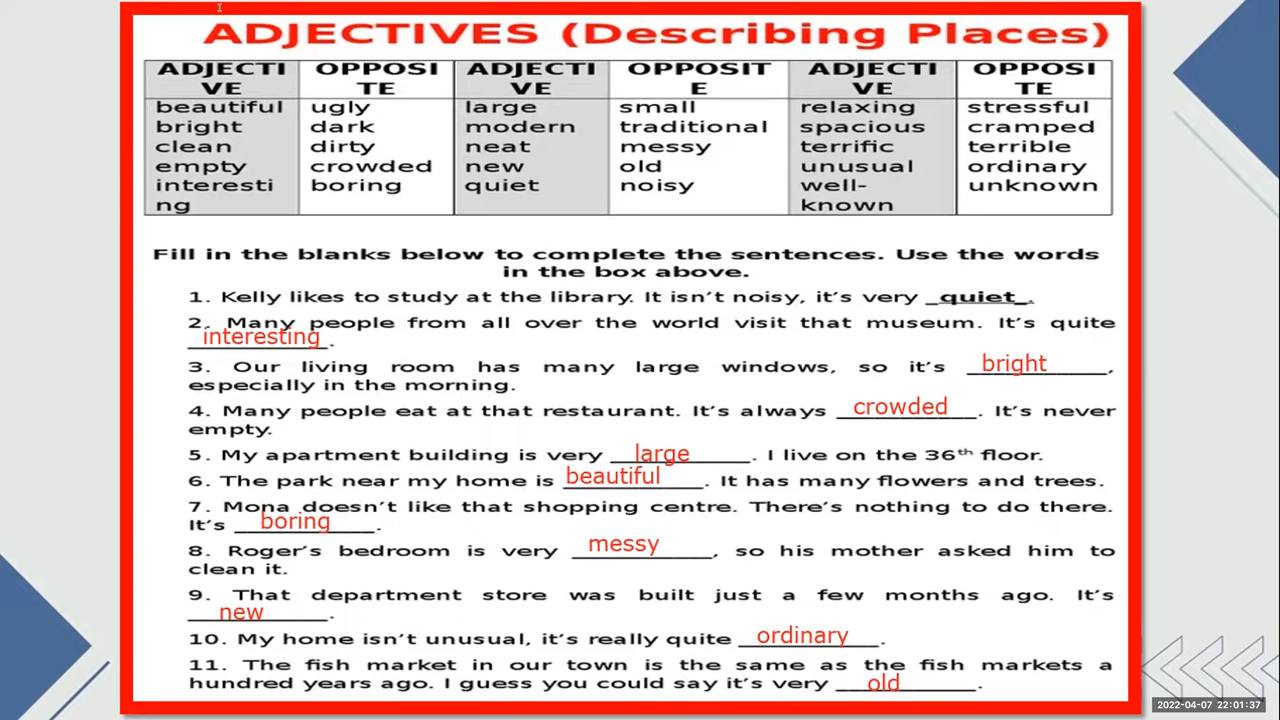 ADJECTIVES (Describing Places)
ADJECTI
VE
OPPOSI
TE
ADJECTI
VE
OPPOSIT
E
ADJECTI
VE
OPPOSI
TE
beautiful
bright
clean
empty
interesti
ng
ugly
dark
dirty
crowded
boring
large
modern
neat
new
quiet
small
traditional
messy
old
noisy
relaxing
spacious
terrific
unusual
well-
known
stressful
cramped
terrible
ordinary
unknown
Fill in the blanks below to complete the sentences. Use the words
in the box above.
1. Kelly likes to study at the library. It isn't noisy, it's very _quiet_.
2. Many people from all over the world visit that museum. It's quite
interesting.
3. Our living room has many large windows, so it's bright,
especially in the morning.
4. Many people eat at that restaurant. It's always crowded. It's never
empty.
5. My apartment building is very large. I live on the 36th floor.
6. The park near my home is beautiful. It has many flowers and trees.
7. Mona doesn't like that shopping centre. There's nothing to do there.
It's boring.
8. Roger's bedroom is very messy, so his mother asked him to
clean it.
9. That department store was built just a few months ago. It's
new.
10. My home isn't unusual, it's really quite ordinary.
11. The fish market in our town is the same as the fish markets a
hundred years ago. I guess you could say it's very old.
2022-04-07 22:01:37